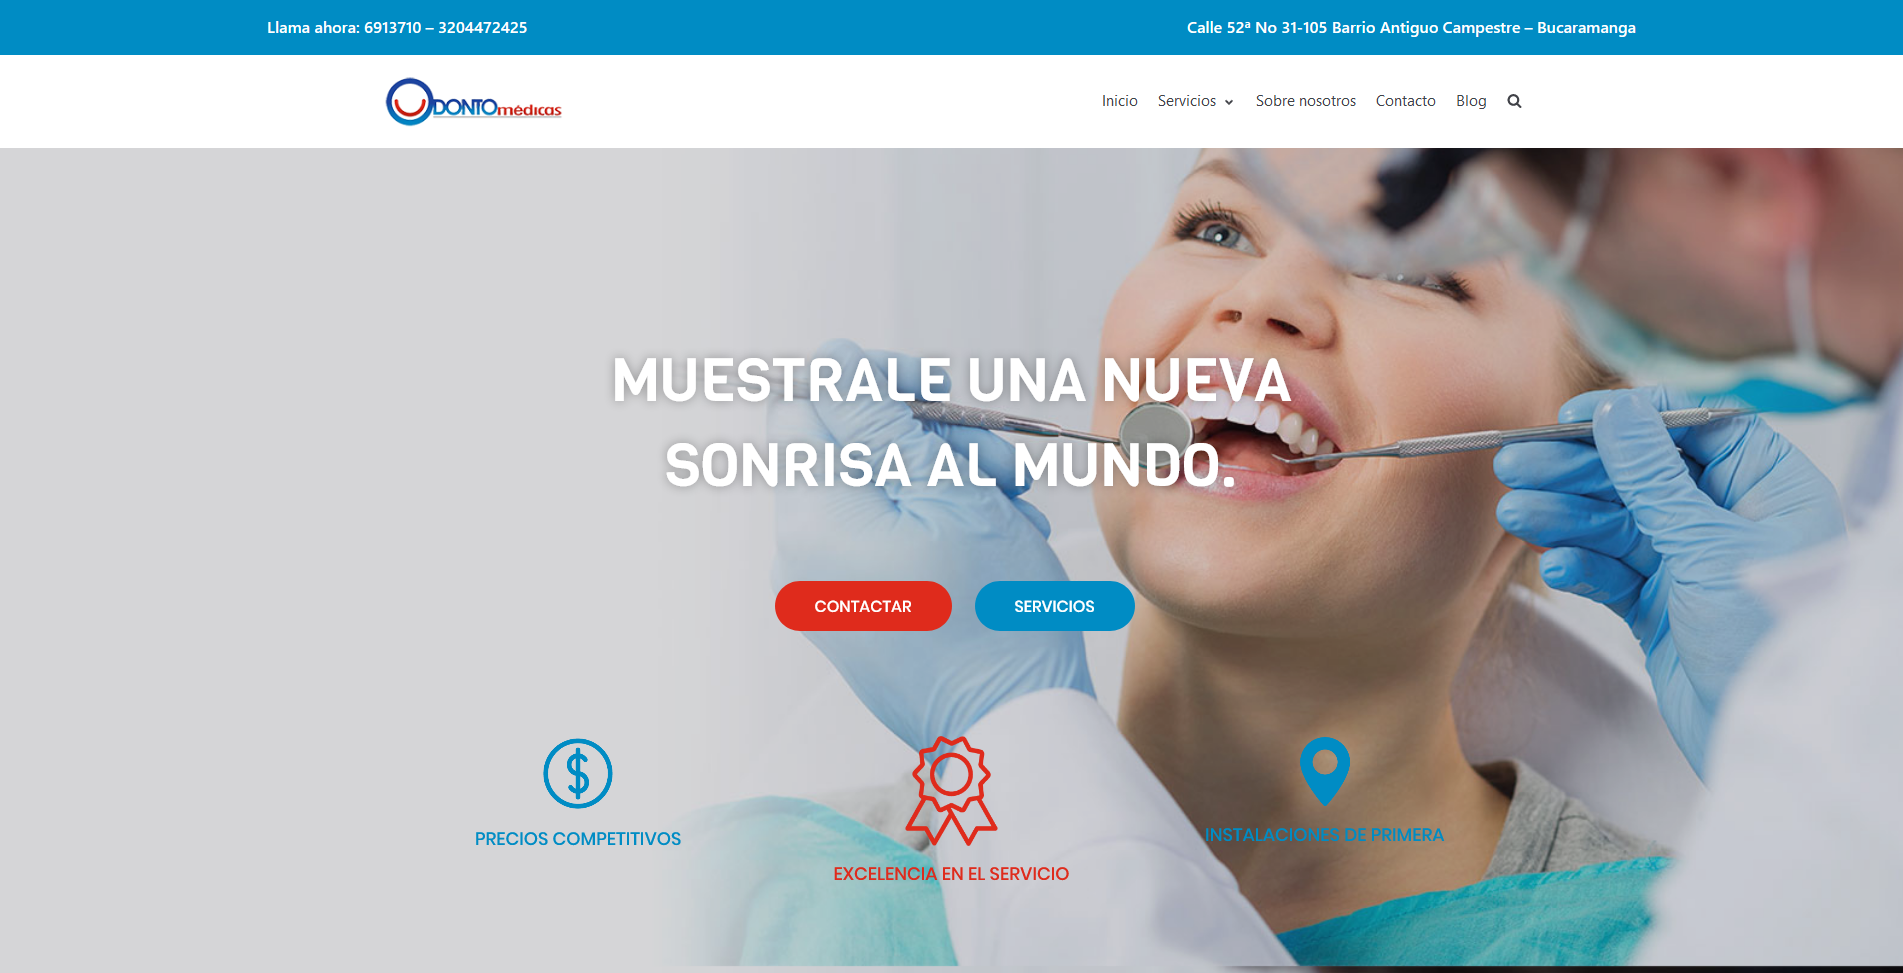 Llama ahora: 6913710 – 3204472425
Calle 52ª No 31-105 Barrio Antiguo Campestre – Bucaramanga
ODONTOmédicas
Inicio Servicios Sobre nosotros Contacto Blog
MUESTRALE UNA NUEVA
SONRISA AL MUNDO.
CONTACTAR SERVICIOS
PRECIOS COMPETITIVOS
EXCELENCIA EN EL SERVICIO
INSTALACIONES DE PRIMERA